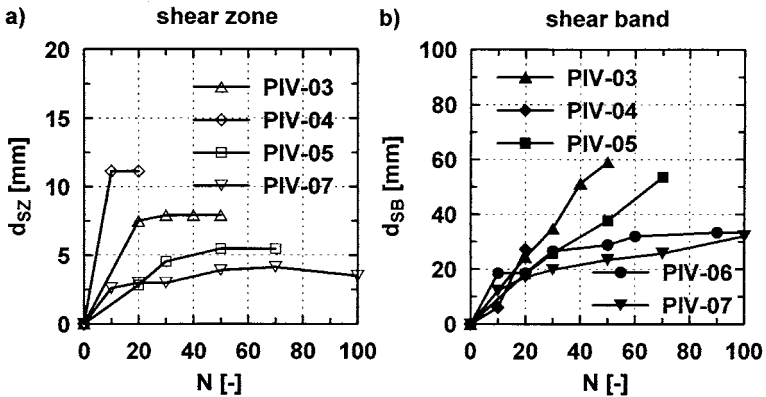 a) shear zone
20
15
10
5
0
d_SZ [mm]
PIV-03
PIV-04
PIV-05
PIV-07
0 20 40 60 80 100
N [-]
b) shear band
100
80
60
40
20
0
d_SB [mm]
PIV-03
PIV-04
PIV-05
PIV-06
PIV-07
0 20 40 60 80 100
N [-]